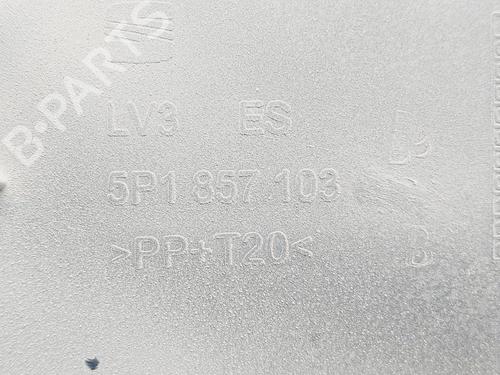 B-PARTS
LV3 ES
5P1 857 103
>PP+T20<
B